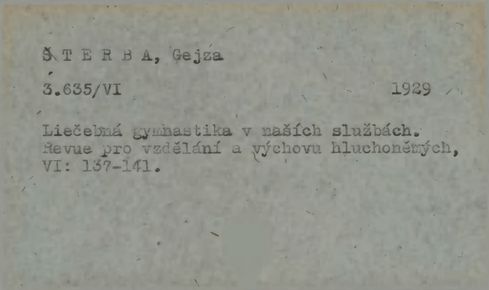 Š T E R B A, Gejza
3.635/VI 1929
Liečebná gymnastika v našich službách.
Revue pro vzdělání a výchovu hluchoněmých,
VI: 137-141.